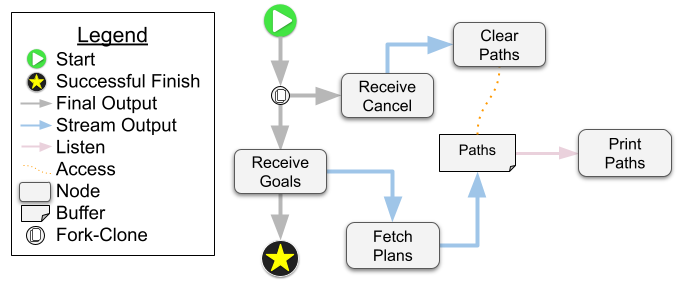 Legend
Start
Successful Finish
Final Output
Stream Output
Listen
Access
Node
Buffer
Fork-Clone
Clear
Paths
Receive
Cancel
Paths
Print
Paths
Receive
Goals
Fetch
Plans